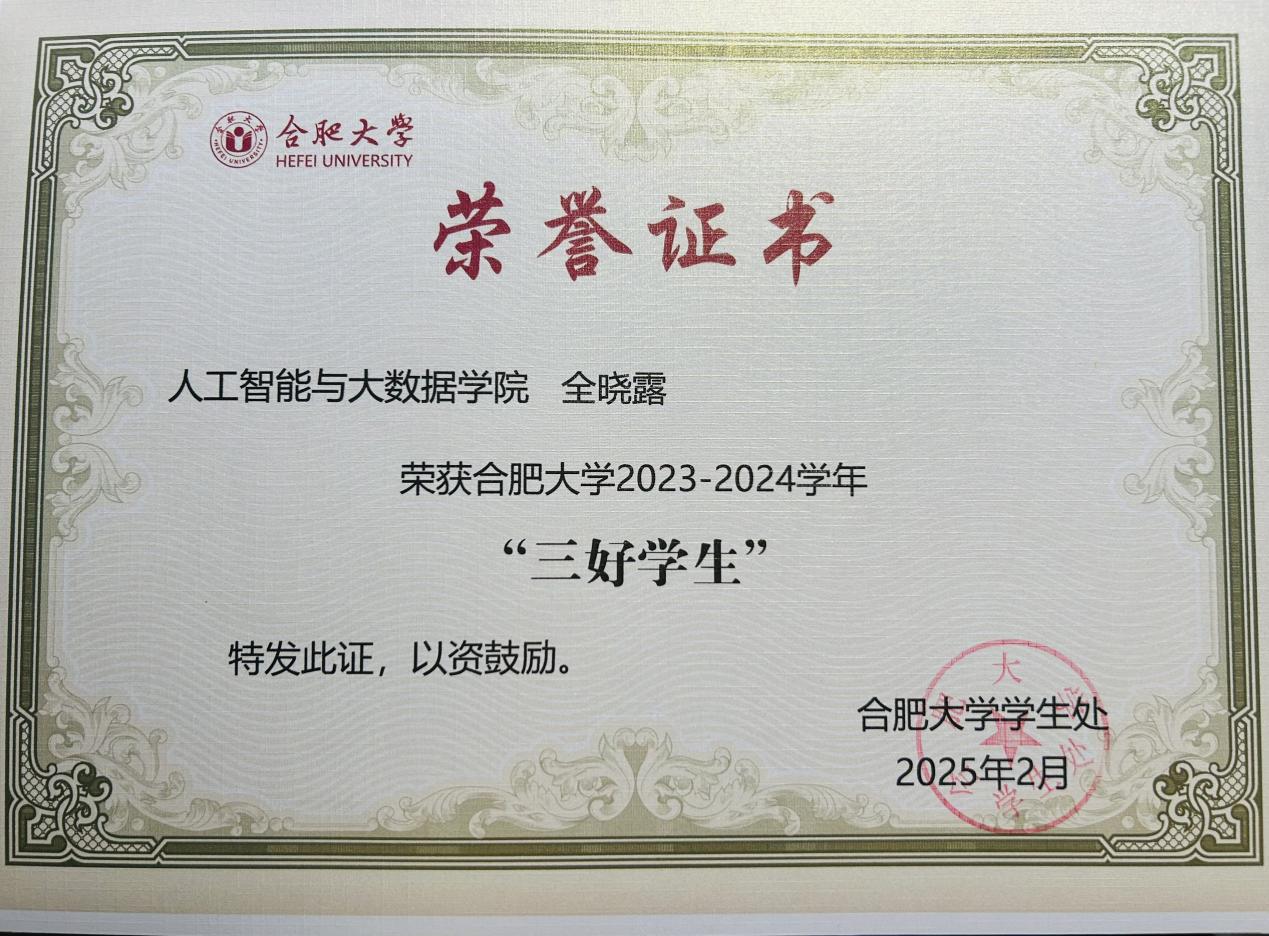 合肥大学
HEFEI UNIVERSITY
荣誉证书
人工智能与大数据学院 全晓露
荣获合肥大学2023-2024学年
“三好学生”
特发此证，以资鼓励。
合肥大学学生处
2025年2月